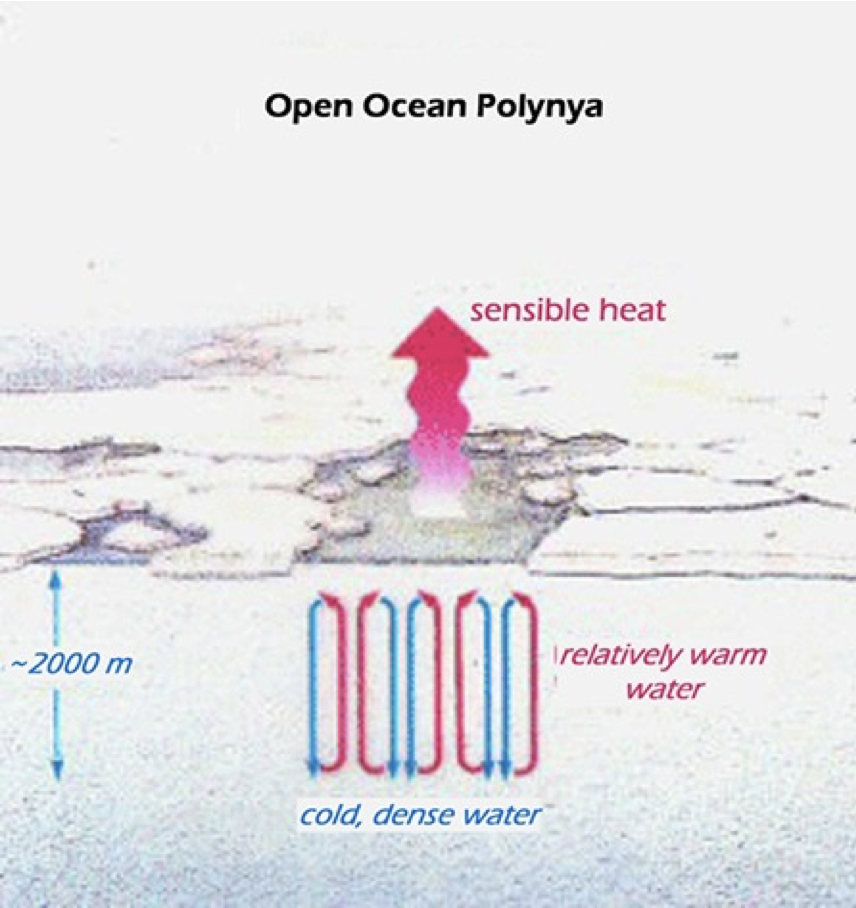 Open Ocean Polynya
sensible heat
~2000 m
relatively warm
water
cold, dense water